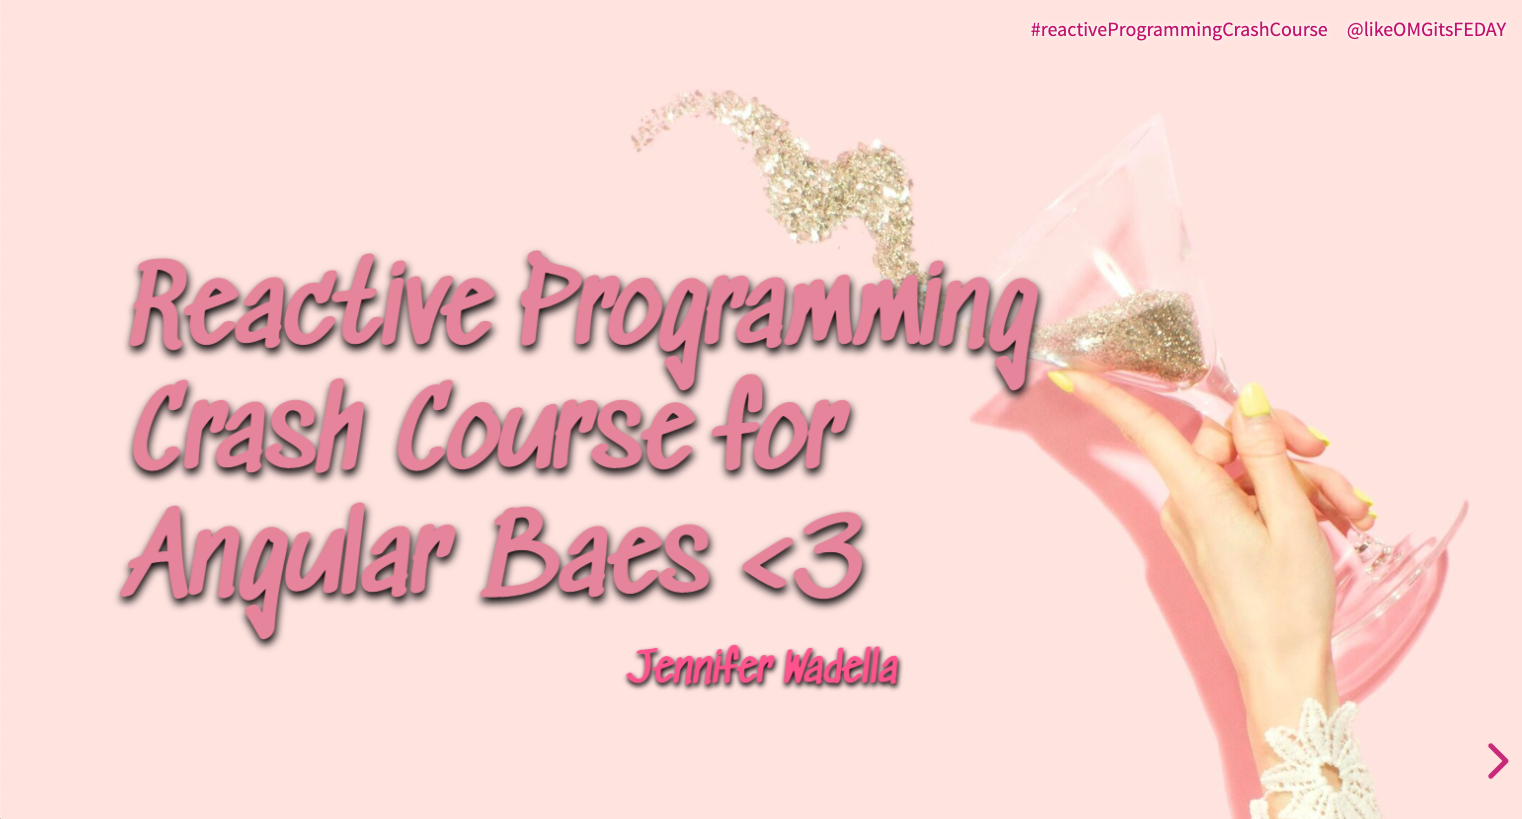 #reactiveProgrammingCrashCourse @likeOMGitsFEDAY
Reactive Programming
Crash Course for
Angular Baes <3
Jennifer Wadella